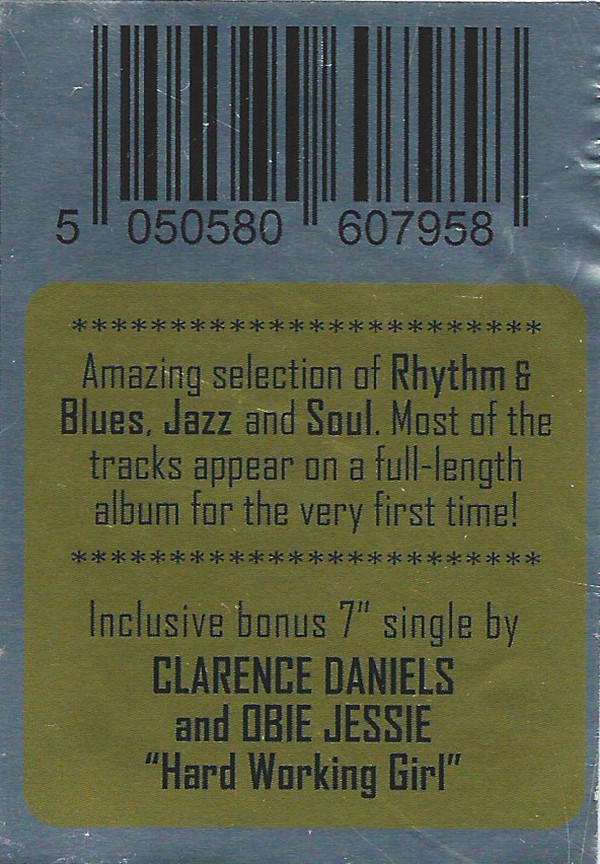 5 050580 607958
*************************
Amazing selection of Rhythm &
Blues, Jazz and Soul. Most of the
tracks appear on a full-length
album for the very first time!
*************************
Inclusive bonus 7" single by
CLARENCE DANIELS
and OBIE JESSIE
"Hard Working Girl"